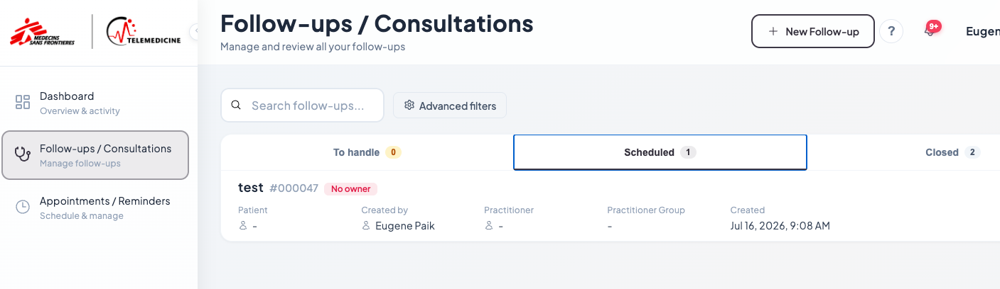 MEDECINS
SANS FRONTIERES
TELEMEDICINE
Follow-ups / Consultations
Manage and review all your follow-ups
New Follow-up
?
9+
Eugen
Dashboard
Overview & activity
Follow-ups / Consultations
Manage follow-ups
Appointments / Reminders
Schedule & manage
Search follow-ups...
Advanced filters
To handle 0
Scheduled 1
Closed 2
test #000047 No owner
Patient Created by Practitioner Practitioner Group Created
- Eugene Paik - - Jul 16, 2026, 9:08 AM